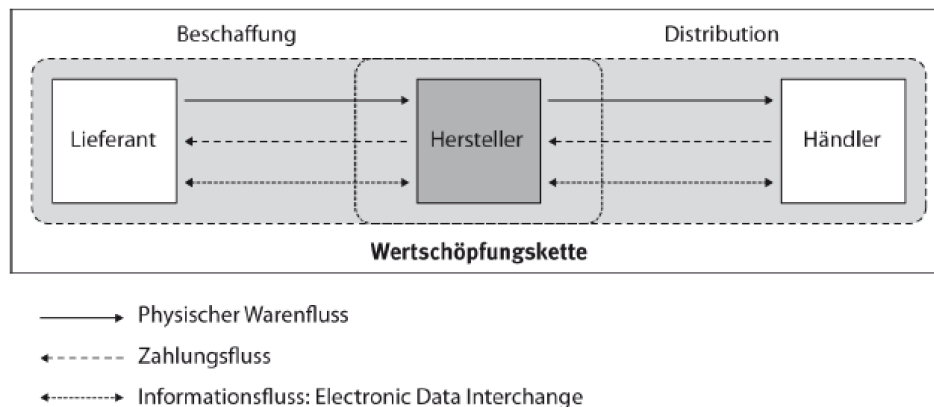 Beschaffung
Distribution
Lieferant
Hersteller
Händler
Wertschöpfungskette
Physischer Warenfluss
Zahlungsfluss
Informationsfluss: Electronic Data Interchange